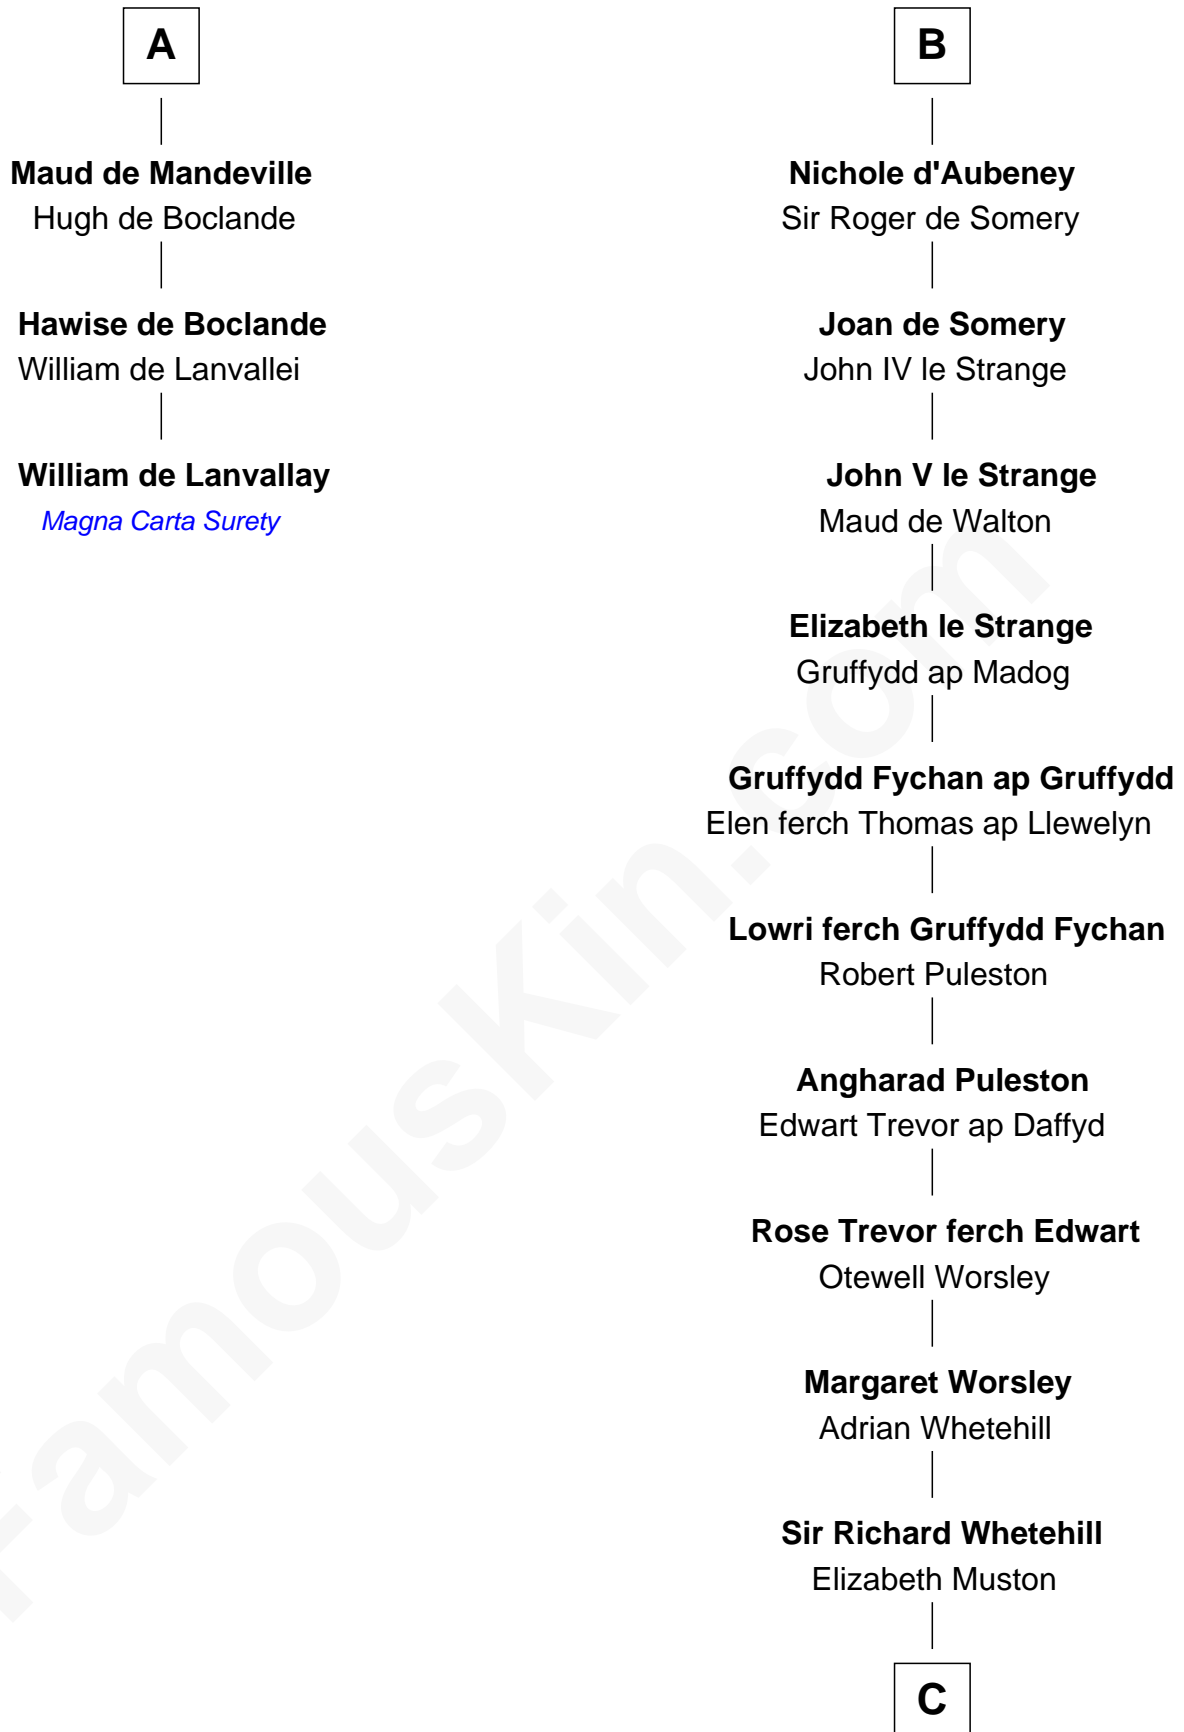 A
Maud de Mandeville
Hugh de Boclande
Hawise de Boclande
William de Lanvallei
William de Lanvallay
Magna Carta Surety
B
Nichole d'Aubeney
Sir Roger de Somery
Joan de Somery
John IV le Strange
John V le Strange
Maud de Walton
Elizabeth le Strange
Gruffydd ap Madog
Gruffydd Fychan ap Gruffydd
Elen ferch Thomas ap Llewelyn
Lowri ferch Gruffydd Fychan
Robert Puleston
Angharad Puleston
Edwart Trevor ap Daffyd
Rose Trevor ferch Edwart
Otewell Worsley
Margaret Worsley
Adrian Whetehill
Sir Richard Whetehill
Elizabeth Muston
C
FamousKin.com